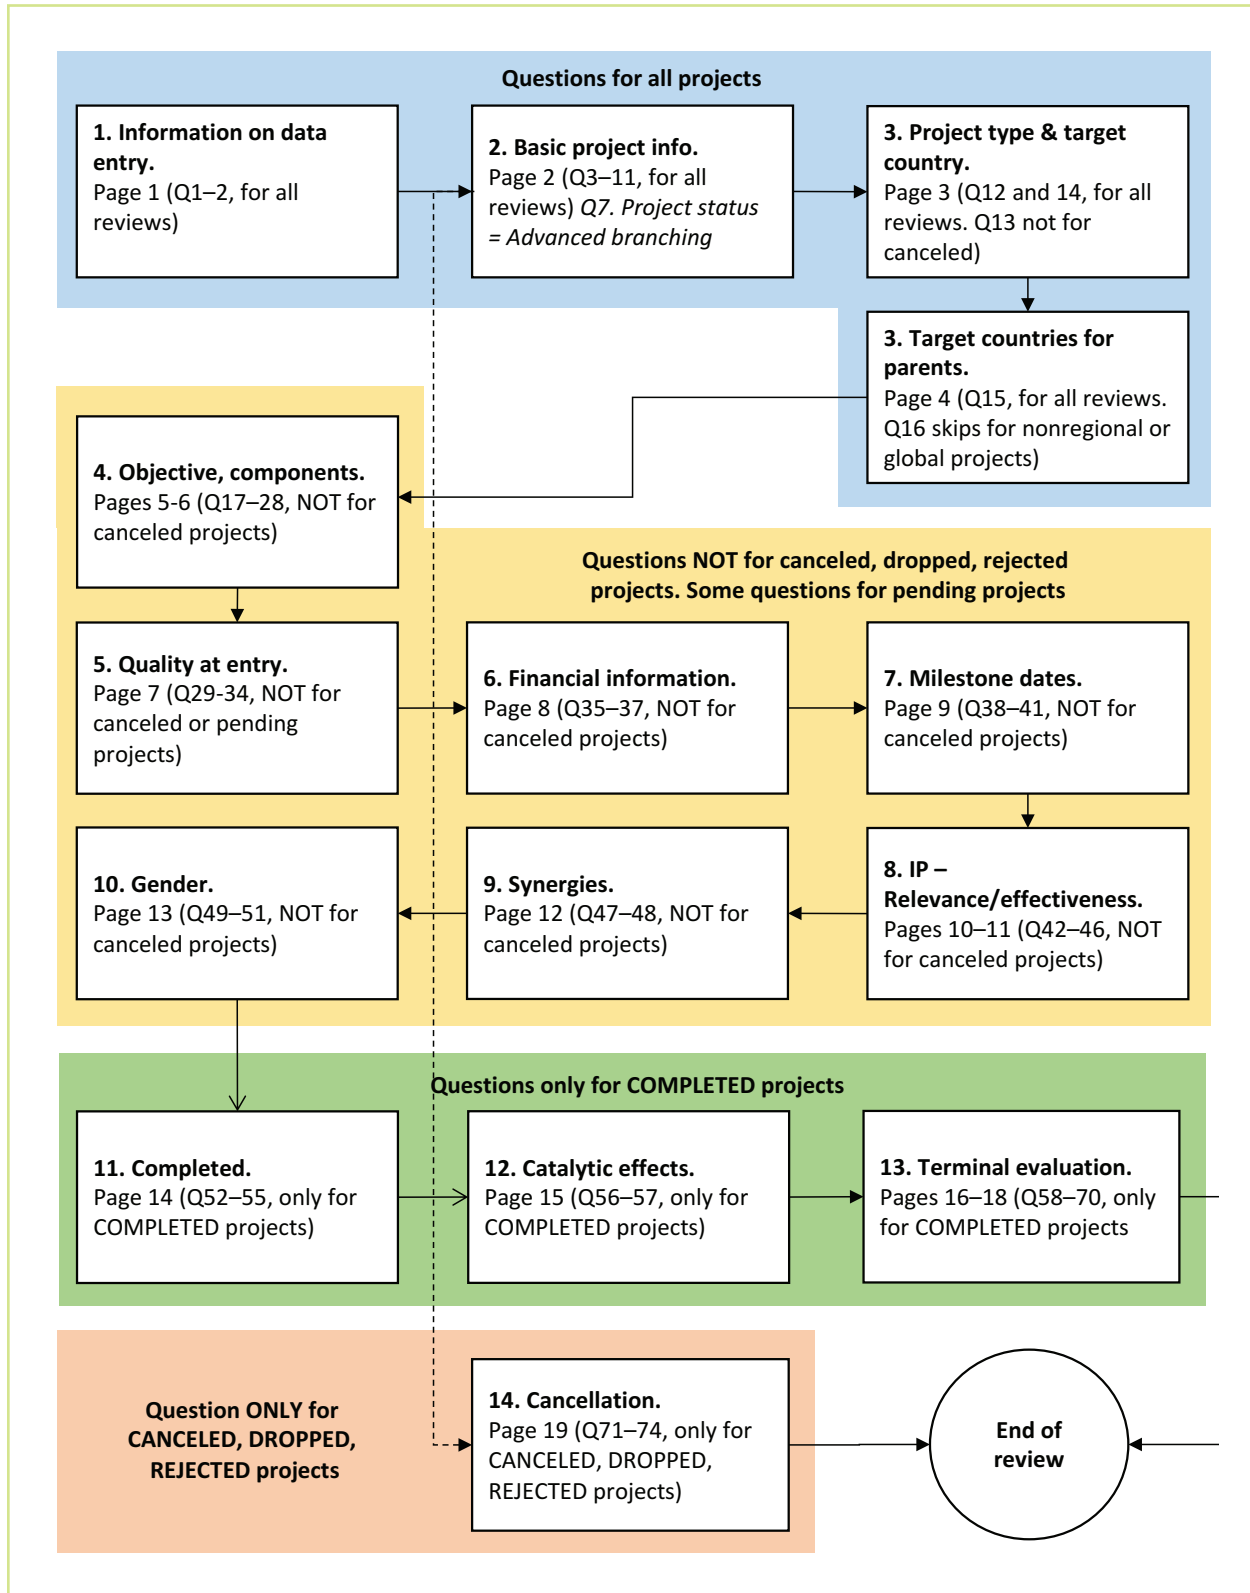 Questions for all projects
1. Information on data
entry.
Page 1 (Q1–2, for all
reviews)
2. Basic project info.
Page 2 (Q3–11, for all
reviews) Q7. Project status
= Advanced branching
3. Project type & target
country.
Page 3 (Q12 and 14, for all
reviews. Q13 not for
canceled)
3. Target countries for
parents.
Page 4 (Q15, for all reviews.
Q16 skips for nonregional or
global projects)
4. Objective, components.
Pages 5-6 (Q17–28, NOT for
canceled projects)
Questions NOT for canceled, dropped, rejected
projects. Some questions for pending projects
5. Quality at entry.
Page 7 (Q29-34, NOT for
canceled or pending
projects)
6. Financial information.
Page 8 (Q35–37, NOT for
canceled projects)
7. Milestone dates.
Page 9 (Q38–41, NOT for
canceled projects)
8. IP –
Relevance/effectiveness.
Pages 10–11 (Q42–46, NOT
for canceled projects)
9. Synergies.
Page 12 (Q47–48, NOT for
canceled projects)
10. Gender.
Page 13 (Q49–51, NOT for
canceled projects)
Questions only for COMPLETED projects
11. Completed.
Page 14 (Q52–55, only for
COMPLETED projects)
12. Catalytic effects.
Page 15 (Q56–57, only for
COMPLETED projects)
13. Terminal evaluation.
Pages 16–18 (Q58–70, only
for COMPLETED projects
Question ONLY for
CANCELED, DROPPED,
REJECTED projects
14. Cancellation.
Page 19 (Q71–74, only for
CANCELED, DROPPED,
REJECTED projects)
End of
review